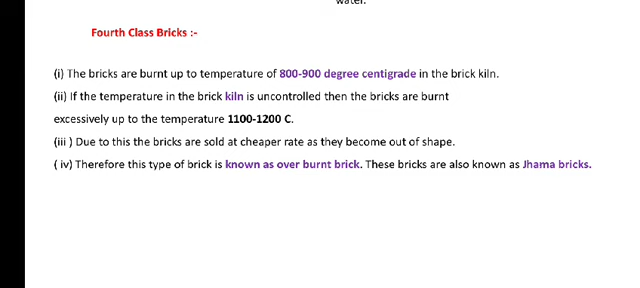 water.
Fourth Class Bricks :-
(i) The bricks are burnt up to temperature of 800-900 degree centigrade in the brick kiln.
(ii) If the temperature in the brick kiln is uncontrolled then the bricks are burnt
excessively up to the temperature 1100-1200 C.
(iii ) Due to this the bricks are sold at cheaper rate as they become out of shape.
( iv) Therefore this type of brick is known as over burnt brick. These bricks are also known as Jhama bricks.